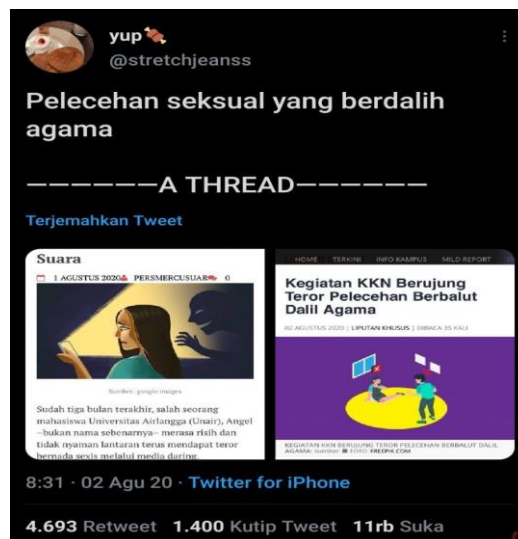 yup
@stretchjeanss
Pelecehan seksual yang berdalih
agama
——————A THREAD——————
Terjemahkan Tweet
Suara
1 AGUSTUS 2020 PERSMERCUSUAR 0
Sumber: google images
Sudah tiga bulan terakhir, salah seorang
mahasiswa Universitas Airlangga (Unair), Angel
–bukan nama sebenarnya– merasa risih dan
tidak nyaman lantaran terus mendapat teror
bernada sexis melalui media daring.
HOME TERKINI INFO KAMPUS MILD REPORT
Kegiatan KKN Berujung
Teror Pelecehan Berbalut
Dalil Agama
02 AGUSTUS 2020 | LIPUTAN KHUSUS | DIBACA 35 KALI
KEGIATAN KKN BERUJUNG TEROR PELECEHAN BERBALUT DALIL
AGAMA: sumber FOTO: FREEPIK.COM
8:31 · 02 Agu 20 · Twitter for iPhone
4.693 Retweet 1.400 Kutip Tweet 11rb Suka